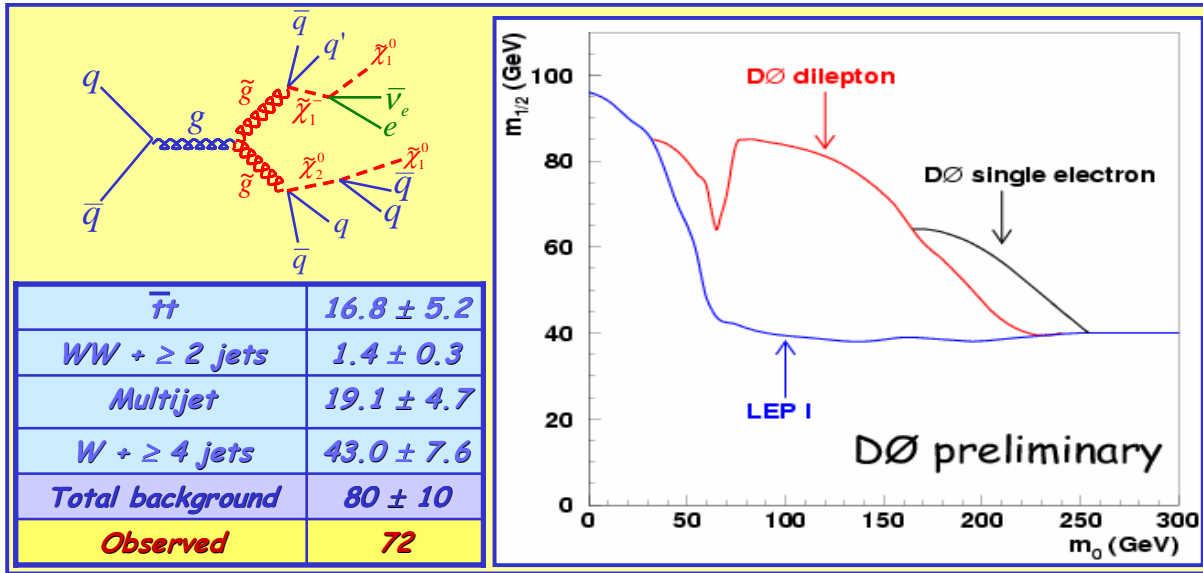 q̅
q'
χ̃₁⁰
q
g̃
ν̅ₑ
g
χ̃₁⁻
e
χ̃₂⁰
χ̃₁⁰
g̃
q̅
q̅
q
q
q̅
t̅t 16.8 ± 5.2
WW + ≥ 2 jets 1.4 ± 0.3
Multijet 19.1 ± 4.7
W + ≥ 4 jets 43.0 ± 7.6
Total background 80 ± 10
Observed 72
m₁/₂ (GeV)
100
80
60
40
20
0
DØ dilepton
DØ single electron
LEP I
DØ preliminary
0 50 100 150 200 250 300
m₀ (GeV)